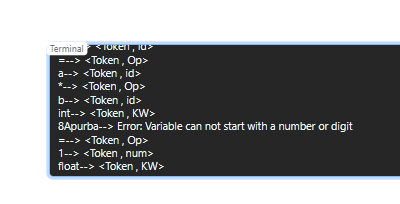 Terminal
--> <Token , id>
=--> <Token , Op>
a--> <Token , id>
*--> <Token , Op>
b--> <Token , id>
int--> <Token , KW>
8Apurba--> Error: Variable can not start with a number or digit
=--> <Token , Op>
1--> <Token , num>
float--> <Token , KW>